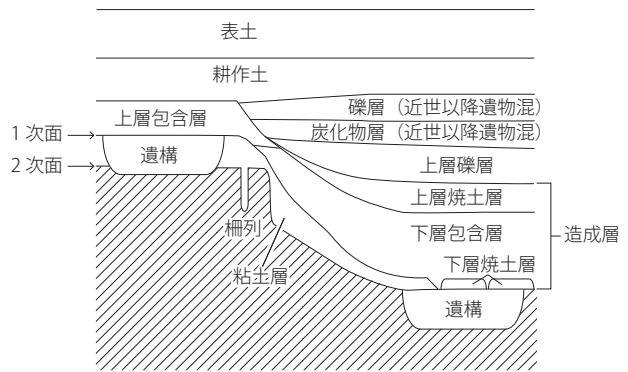 表土
耕作土
礫層（近世以降遺物混）
上層包含層
炭化物層（近世以降遺物混）
1 次面
遺構
上層礫層
2 次面
上層焼土層
柵列
下層包含層
造成層
粘土層
下層焼土層
遺構